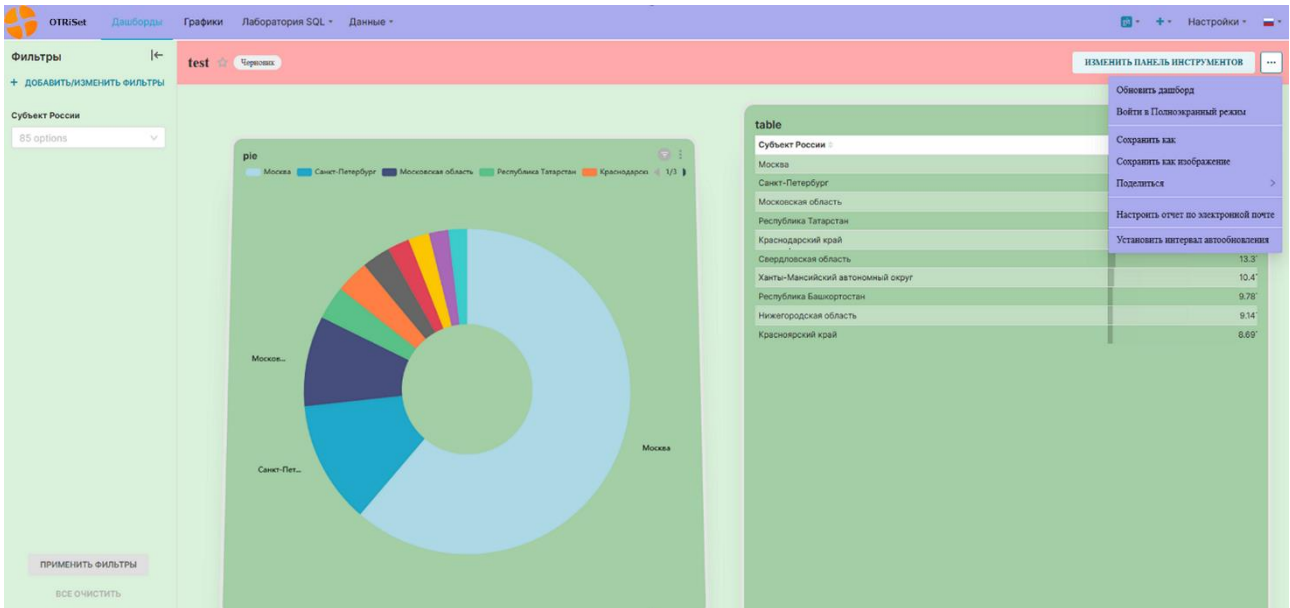 OTRiSet Дашборды Графики Лаборатория SQL Данные Настройки
Фильтры
+ ДОБАВИТЬ/ИЗМЕНИТЬ ФИЛЬТРЫ
Субъект России
85 options
ПРИМЕНИТЬ ФИЛЬТРЫ
ВСЕ ОЧИСТИТЬ
test Черновик
ИЗМЕНИТЬ ПАНЕЛЬ ИНСТРУМЕНТОВ ...
Обновить дашборд
Войти в Полноэкранный режим
Сохранить как
Сохранить как изображение
Поделиться >
Настроить отчет по электронной почте
Установить интервал автообновления
pie
Москва Санкт-Петербург Московская область Республика Татарстан Краснодарско 1/3
Москов...
Санкт-Пет...
Москва
table
Субъект России
Москва
Санкт-Петербург
Московская область
Республика Татарстан
Краснодарский край
Свердловская область 13.3
Ханты-Мансийский автономный округ 10.4
Республика Башкортостан 9.78
Нижегородская область 9.14
Красноярский край 8.69